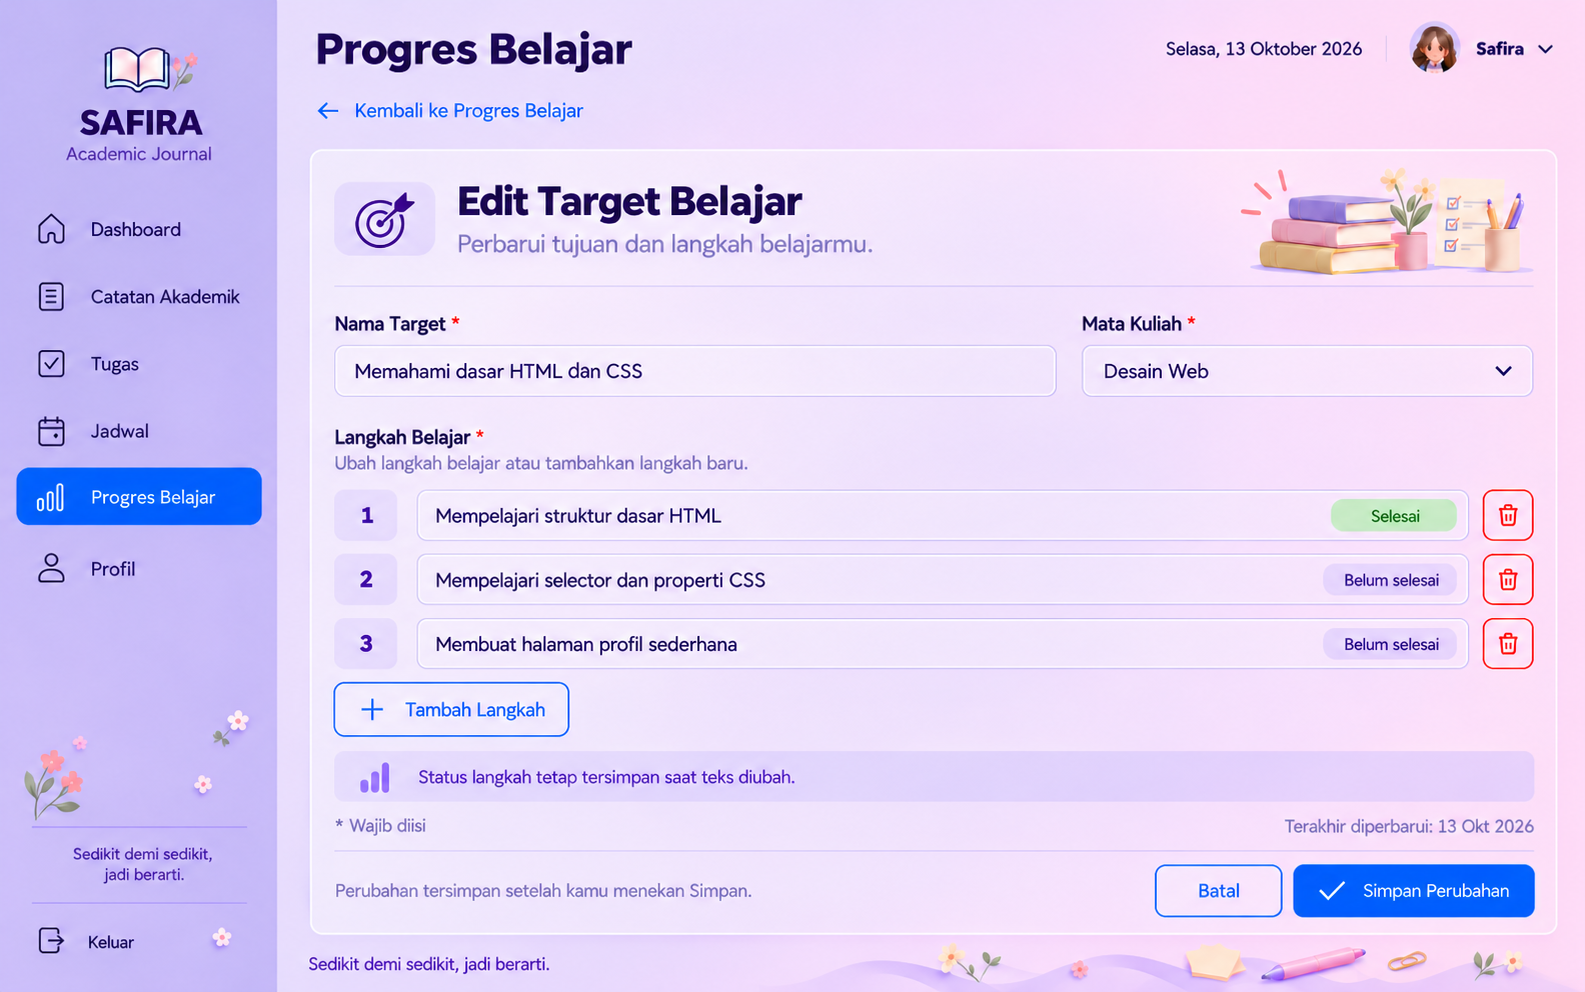 SAFIRA
Academic Journal
Dashboard
Catatan Akademik
Tugas
Jadwal
Progres Belajar
Profil
Sedikit demi sedikit,
jadi berarti.
Keluar
Progres Belajar
Selasa, 13 Oktober 2026
Safira
Kembali ke Progres Belajar
Edit Target Belajar
Perbarui tujuan dan langkah belajarmu.
Nama Target *
Memahami dasar HTML dan CSS
Mata Kuliah *
Desain Web
Langkah Belajar *
Ubah langkah belajar atau tambahkan langkah baru.
1 Mempelajari struktur dasar HTML Selesai
2 Mempelajari selector dan properti CSS Belum selesai
3 Membuat halaman profil sederhana Belum selesai
Tambah Langkah
Status langkah tetap tersimpan saat teks diubah.
* Wajib diisi
Terakhir diperbarui: 13 Okt 2026
Perubahan tersimpan setelah kamu menekan Simpan.
Batal
Simpan Perubahan
Sedikit demi sedikit, jadi berarti.